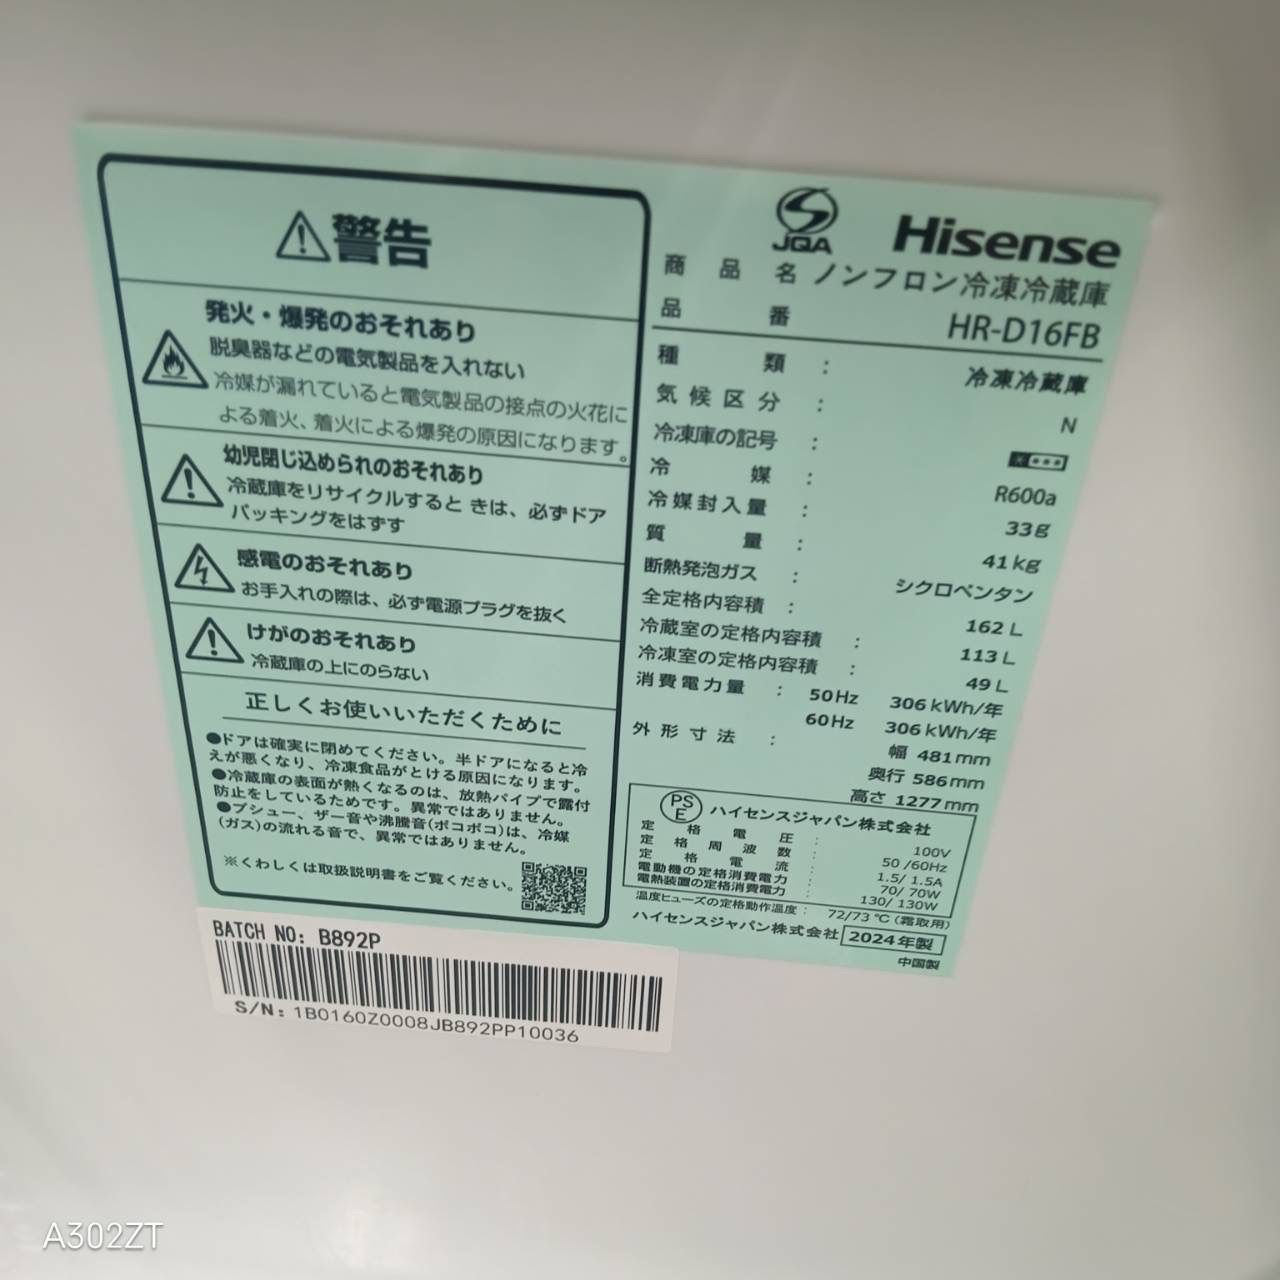 警告
発火・爆発のおそれあり
脱臭器などの電気製品を入れない
冷媒が漏れていると電気製品の接点の火花に
よる着火、着火による爆発の原因になります。
幼児閉じ込められのおそれあり
冷蔵庫をリサイクルすると きは、必ずドア
パッキングをはずす
感電のおそれあり
お手入れの際は、必ず電源プラグを抜く
けがのおそれあり
冷蔵庫の上にのらない
正しくお使いいただくために
●ドアは確実に閉めてください。半ドアになると冷
えが悪くなり、冷凍食品がとける原因になります。
●冷蔵庫の表面が熱くなるのは、放熱パイプで露付
防止をしているためです。異常ではありません。
●プシュー、ザー音や沸騰音(ポコポコ)は、冷媒
(ガス)の流れる音で、異常ではありません。
※くわしくは取扱説明書をご覧ください。
JQA Hisense
商品名 ノンフロン冷凍冷蔵庫
品番 HR-D16FB
種類: 冷凍冷蔵庫
気候区分: N
冷凍庫の記号:
冷媒: R600a
冷媒封入量: 33g
質量: 41kg
断熱発泡ガス: シクロペンタン
全定格内容積: 162 L
冷蔵室の定格内容積: 113 L
冷凍室の定格内容積: 49 L
消費電力量: 50Hz 306 kWh/年
60Hz 306 kWh/年
外形寸法: 幅 481mm
奥行 586mm
高さ 1277mm
PSE ハイセンスジャパン株式会社
定格電圧: 100V
定格周波数: 50/60Hz
定格電流: 1.5/ 1.5A
電動機の定格消費電力: 70/ 70W
電熱装置の定格消費電力: 130/ 130W
温度ヒューズの定格動作温度: 72/73℃(霜取用)
ハイセンスジャパン株式会社 2024年製
中国製
BATCH NO: B892P
S/N: 1B0160Z0008JB892PP10036
A302ZT